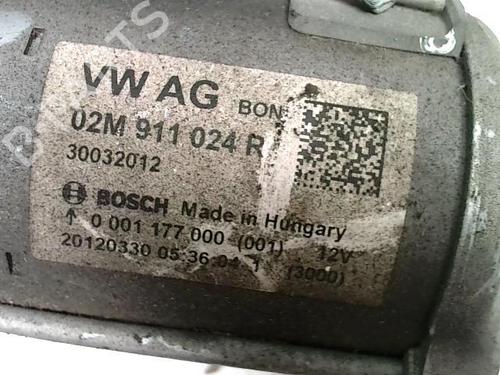 VW AG BON
02M 911 024 R
30032012
BOSCH Made in Hungary
↑ 0 001 177 000 (001) 12V
20120330 05:36 04 1 (3000)